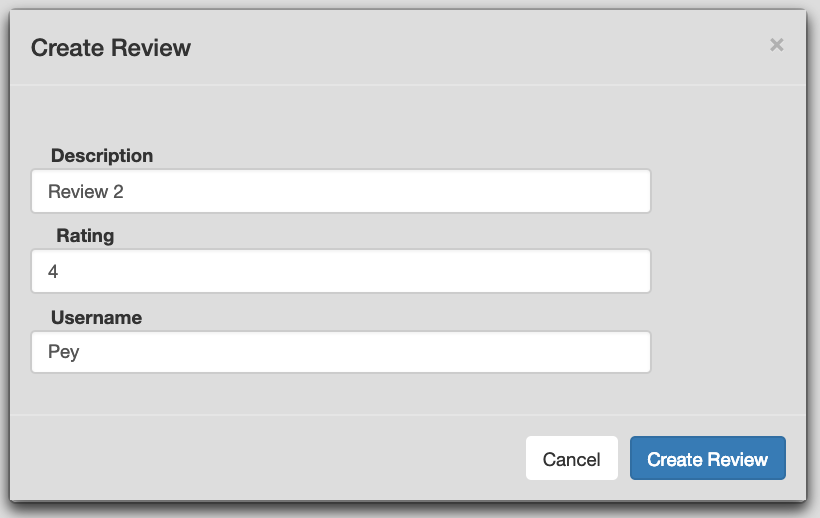 Create Review
×
Description
Review 2
Rating
4
Username
Pey
Cancel
Create Review